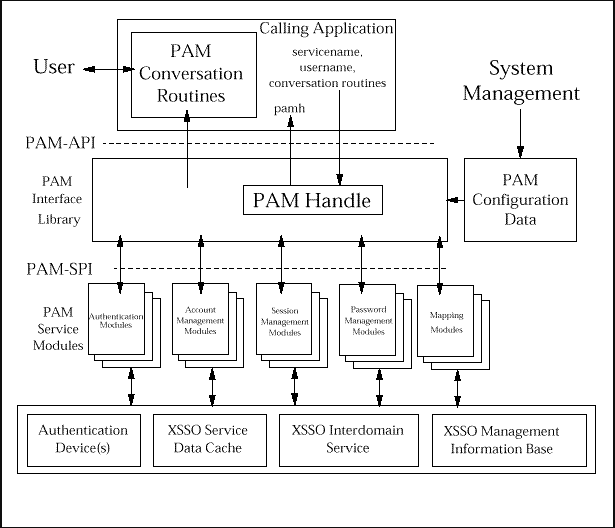 Calling Application
PAM
Conversation
Routines
servicename,
username,
conversation routines
pamh
User
System
Management
PAM-API
PAM
Interface
Library
PAM Handle
PAM
Configuration
Data
PAM-SPI
PAM
Service
Modules
Authentication
Modules
Account
Management
Modules
Session
Management
Modules
Password
Management
Modules
Mapping
Modules
Authentication
Device(s)
XSSO Service
Data Cache
XSSO Interdomain
Service
XSSO Management
Information Base